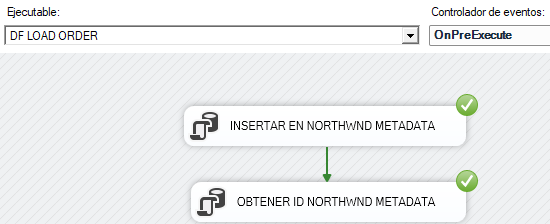 Ejecutable:
Controlador de eventos:
DF LOAD ORDER
OnPreExecute
INSERTAR EN NORTHWND METADATA
OBTENER ID NORTHWND METADATA